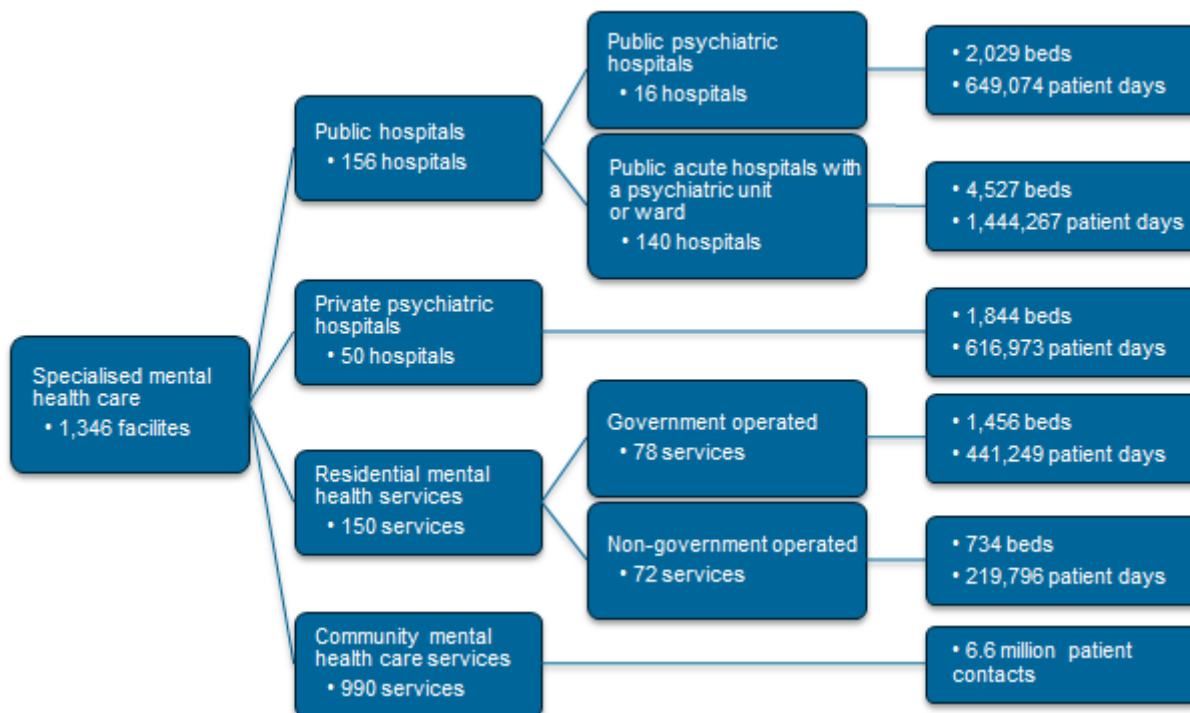 Specialised mental
health care
• 1,346 facilites
Public hospitals
• 156 hospitals
Public psychiatric
hospitals
• 16 hospitals
• 2,029 beds
• 649,074 patient days
Public acute hospitals with
a psychiatric unit
or ward
• 140 hospitals
• 4,527 beds
• 1,444,267 patient days
Private psychiatric
hospitals
• 50 hospitals
• 1,844 beds
• 616,973 patient days
Residential mental
health services
• 150 services
Government operated
• 78 services
• 1,456 beds
• 441,249 patient days
Non-government operated
• 72 services
• 734 beds
• 219,796 patient days
Community mental
health care services
• 990 services
• 6.6 million patient
contacts